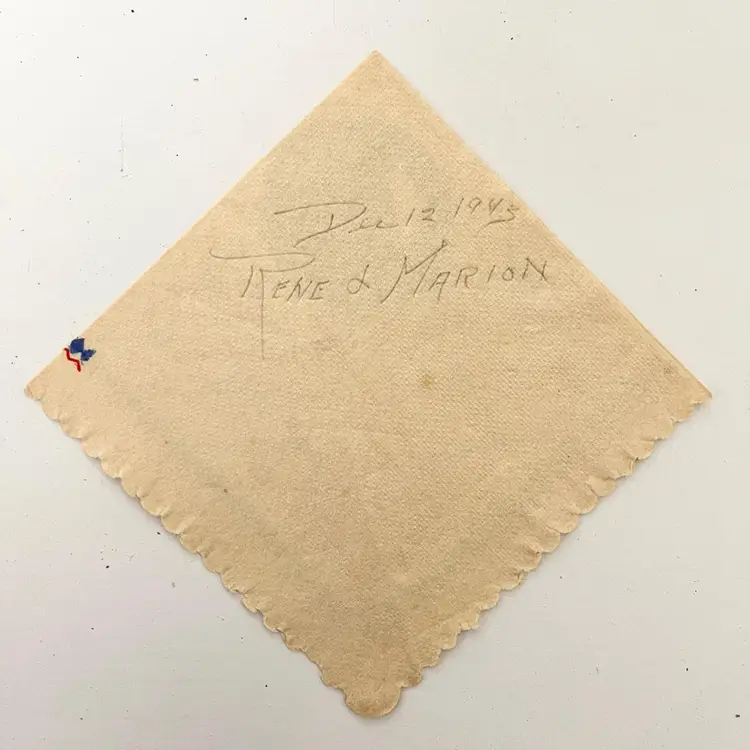 Dec 12 1945
RENE & MARION